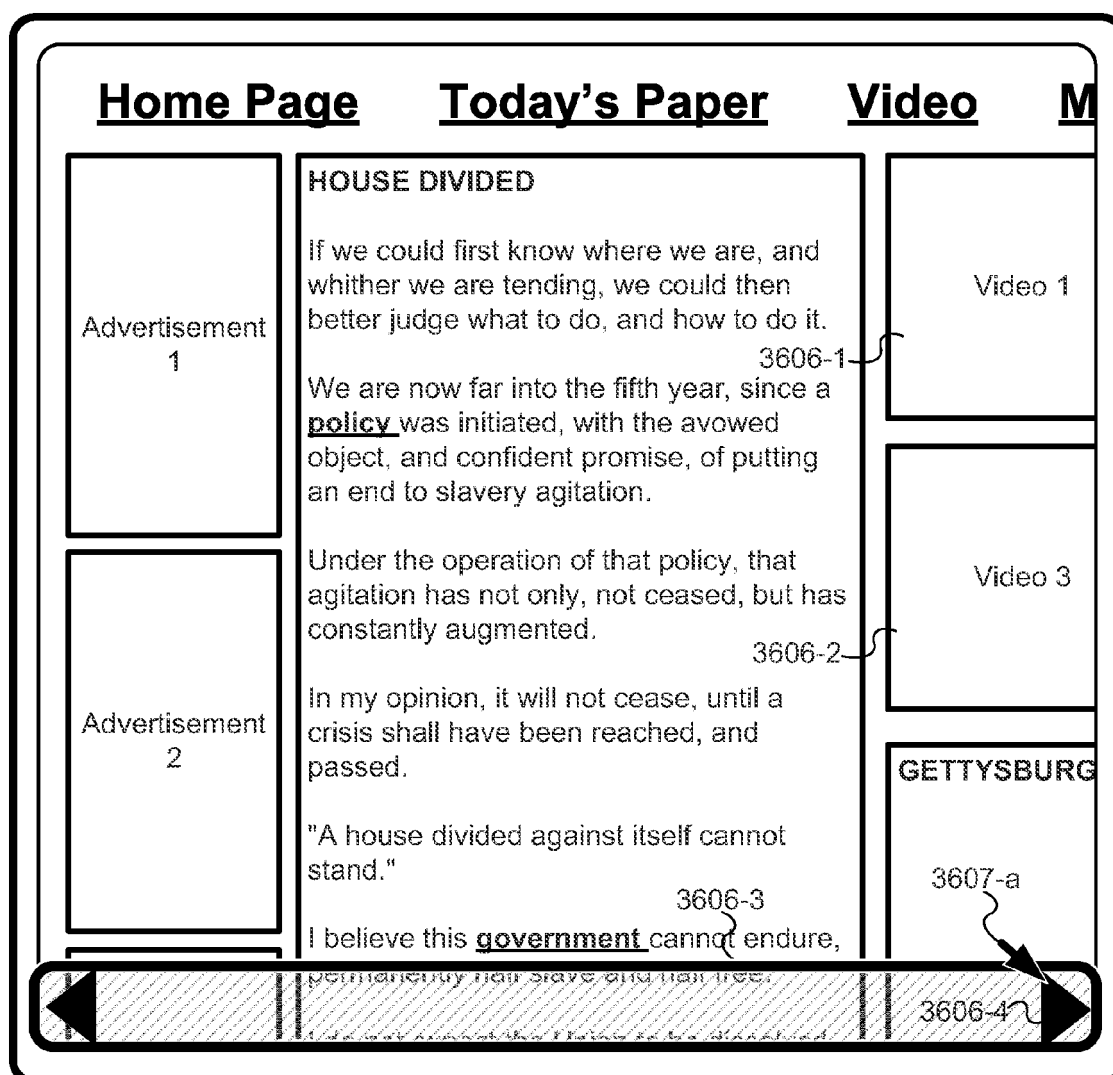 Home Page Today's Paper Video M
Advertisement
1
Advertisement
2
HOUSE DIVIDED
If we could first know where we are, and
whither we are tending, we could then
better judge what to do, and how to do it.
3606-1
We are now far into the fifth year, since a
policy was initiated, with the avowed
object, and confident promise, of putting
an end to slavery agitation.
Under the operation of that policy, that
agitation has not only, not ceased, but has
constantly augmented.
3606-2
In my opinion, it will not cease, until a
crisis shall have been reached, and
passed.
"A house divided against itself cannot
stand."
3606-3
I believe this government cannot endure,
permanently half slave and half free.
Video 1
Video 3
GETTYSBURG
3607-a
3606-4